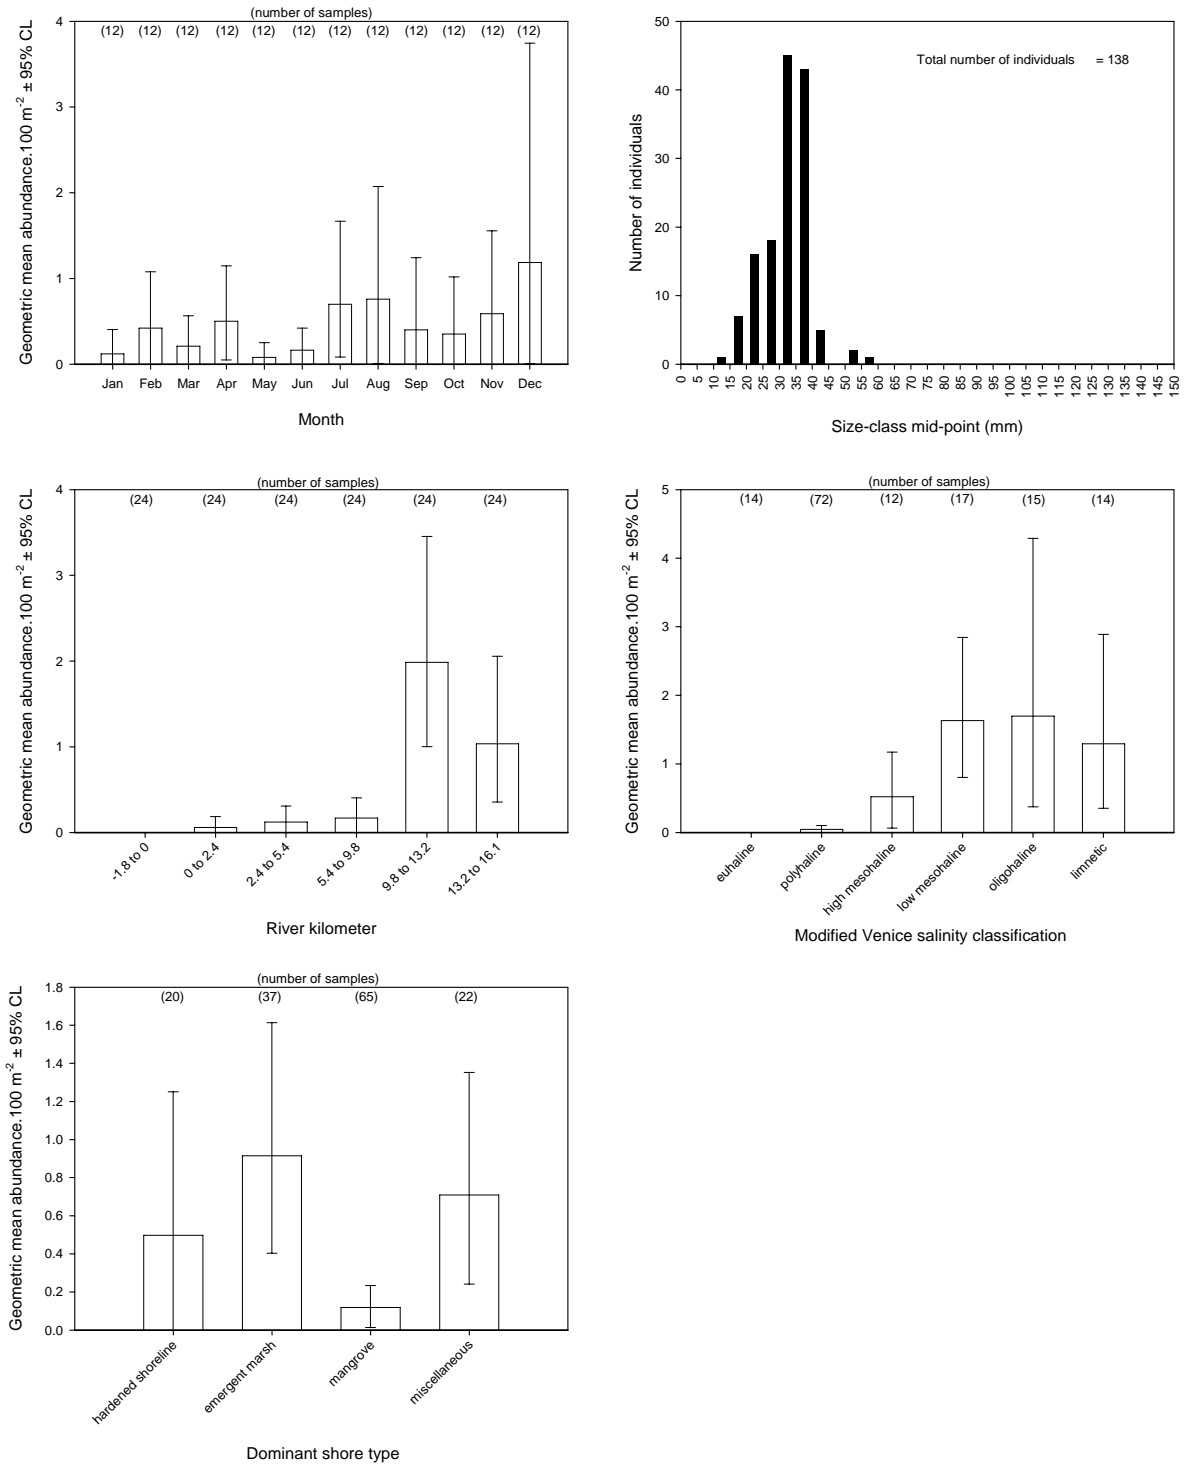 (number of samples)
(12) (12) (12) (12) (12) (12) (12) (12) (12) (12) (12) (12)
Geometric mean abundance.100 m-2 ± 95% CL
4
3
2
1
0
Jan Feb Mar Apr May Jun Jul Aug Sep Oct Nov Dec
Month
Total number of individuals = 138
Number of individuals
50
40
30
20
10
0
0 5 10 15 20 25 30 35 40 45 50 55 60 65 70 75 80 85 90 95 100 105 110 115 120 125 130 135 140 145 150
Size-class mid-point (mm)
(number of samples)
(24) (24) (24) (24) (24) (24)
Geometric mean abundance.100 m-2 ± 95% CL
4
3
2
1
0
-1.8 to 0 0 to 2.4 2.4 to 5.4 5.4 to 9.8 9.8 to 13.2 13.2 to 16.1
River kilometer
(number of samples)
(14) (72) (12) (17) (15) (14)
Geometric mean abundance.100 m-2 ± 95% CL
5
4
3
2
1
0
euhaline polyhaline high mesohaline low mesohaline oligohaline limnetic
Modified Venice salinity classification
(number of samples)
(20) (37) (65) (22)
Geometric mean abundance.100 m-2 ± 95% CL
1.8
1.6
1.4
1.2
1.0
0.8
0.6
0.4
0.2
0.0
hardened shoreline emergent marsh mangrove miscellaneous
Dominant shore type